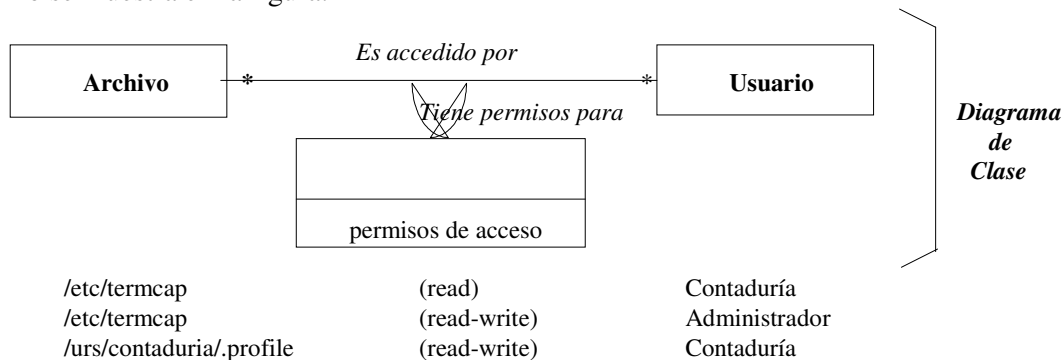 Es accedido por
Archivo * * Usuario
Tiene permisos para
Diagrama
de
Clase
permisos de acceso
/etc/termcap (read) Contaduría
/etc/termcap (read-write) Administrador
/urs/contaduria/.profile (read-write) Contaduría